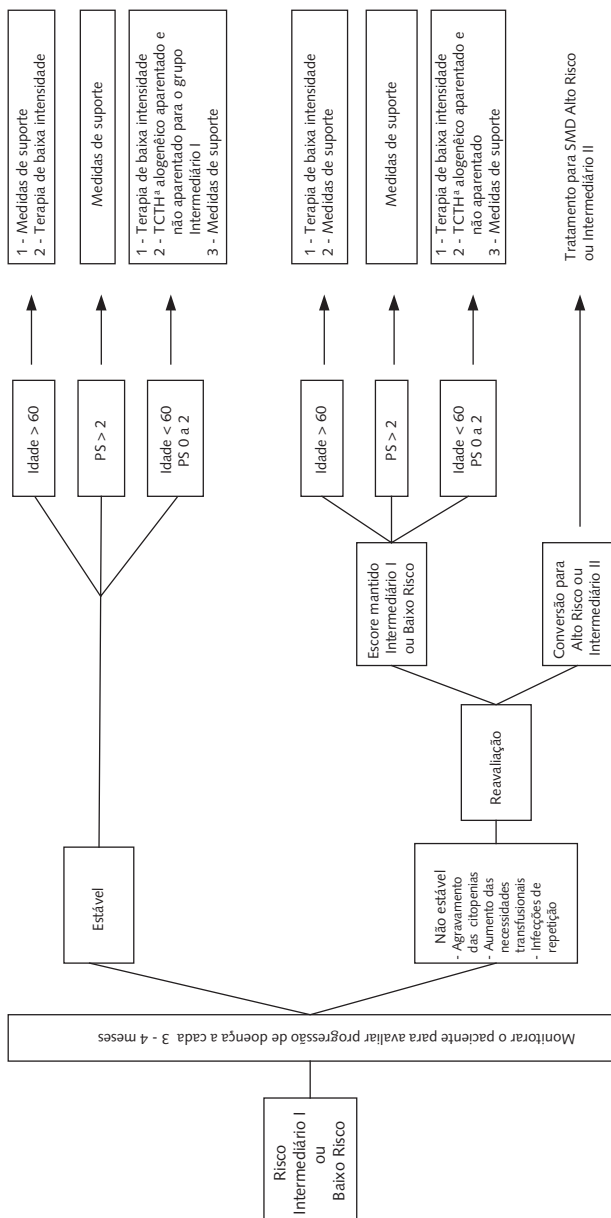 Risco
Intermediário I
ou
Baixo Risco
Monitorar o paciente para avaliar progressão de doença a cada 3 - 4 meses
Estável
Idade > 60
1 - Medidas de suporte
2 - Terapia de baixa intensidade
PS > 2
Medidas de suporte
Idade < 60
PS 0 a 2
1 - Terapia de baixa intensidade
2 - TCTHª alogenêico aparentado e
não aparentado para o grupo
Intermediário I
3 - Medidas de suporte
Não estável
- Agravamento
das citopenias
- Aumento das
necessidades
transfusionais
- Infecções de
repetição
Reavaliação
Escore mantido
Intermediário I
ou Baixo Risco
Idade > 60
1 - Terapia de baixa intensidade
2 - Medidas de suporte
PS > 2
Medidas de suporte
Idade < 60
PS 0 a 2
1 - Terapia de baixa intensidade
2 - TCTHª alogenêico aparentado e
não aparentado
3 - Medidas de suporte
Conversão para
Alto Risco ou
Intermediário II
Tratamento para SMD Alto Risco
ou Intermediário II